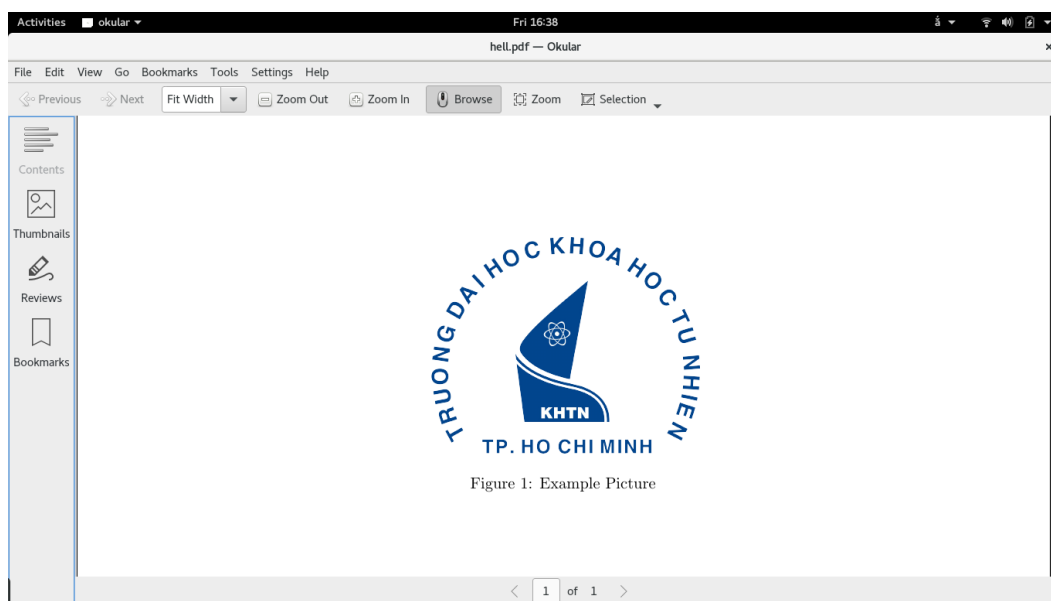 Activities okular Fri 16:38 ấ
hell.pdf — Okular
File Edit View Go Bookmarks Tools Settings Help
Previous Next Fit Width Zoom Out Zoom In Browse Zoom Selection
Contents
Thumbnails
Reviews
Bookmarks
TRUONG DAI HOC KHOA HOC TU NHIEN
KHTN
TP. HO CHI MINH
Figure 1: Example Picture
1 of 1